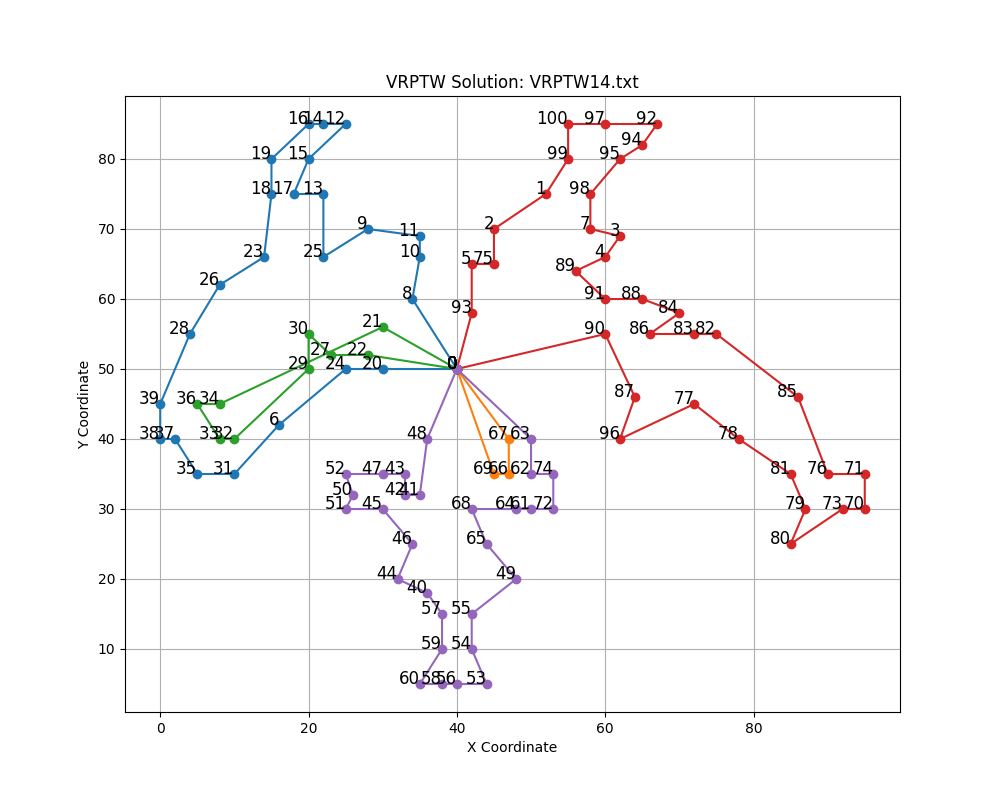 VRPTW Solution: VRPTW14.txt
Y Coordinate
80
70
60
50
40
30
20
10
16 14 12
100 97 92
94
19 15
99 95
18 17 13
1 98
9 11
2 7 3
23 25 10
5 75 4
89
26
8
91 88
93 84
28 30 21
90 86 83 82
27 22
29 24 20 0
87 85
39 36 34
77
6
38 37 33 32
48 67 63 96 78
35 31
52 47 43
69 66 62 74
81 76 71
50 42 41
51 45
68 64 61 72
79 73 70
46 65
80
44 49
40
57 55
59 54
60 58 56 53
0 20 40 60 80
X Coordinate